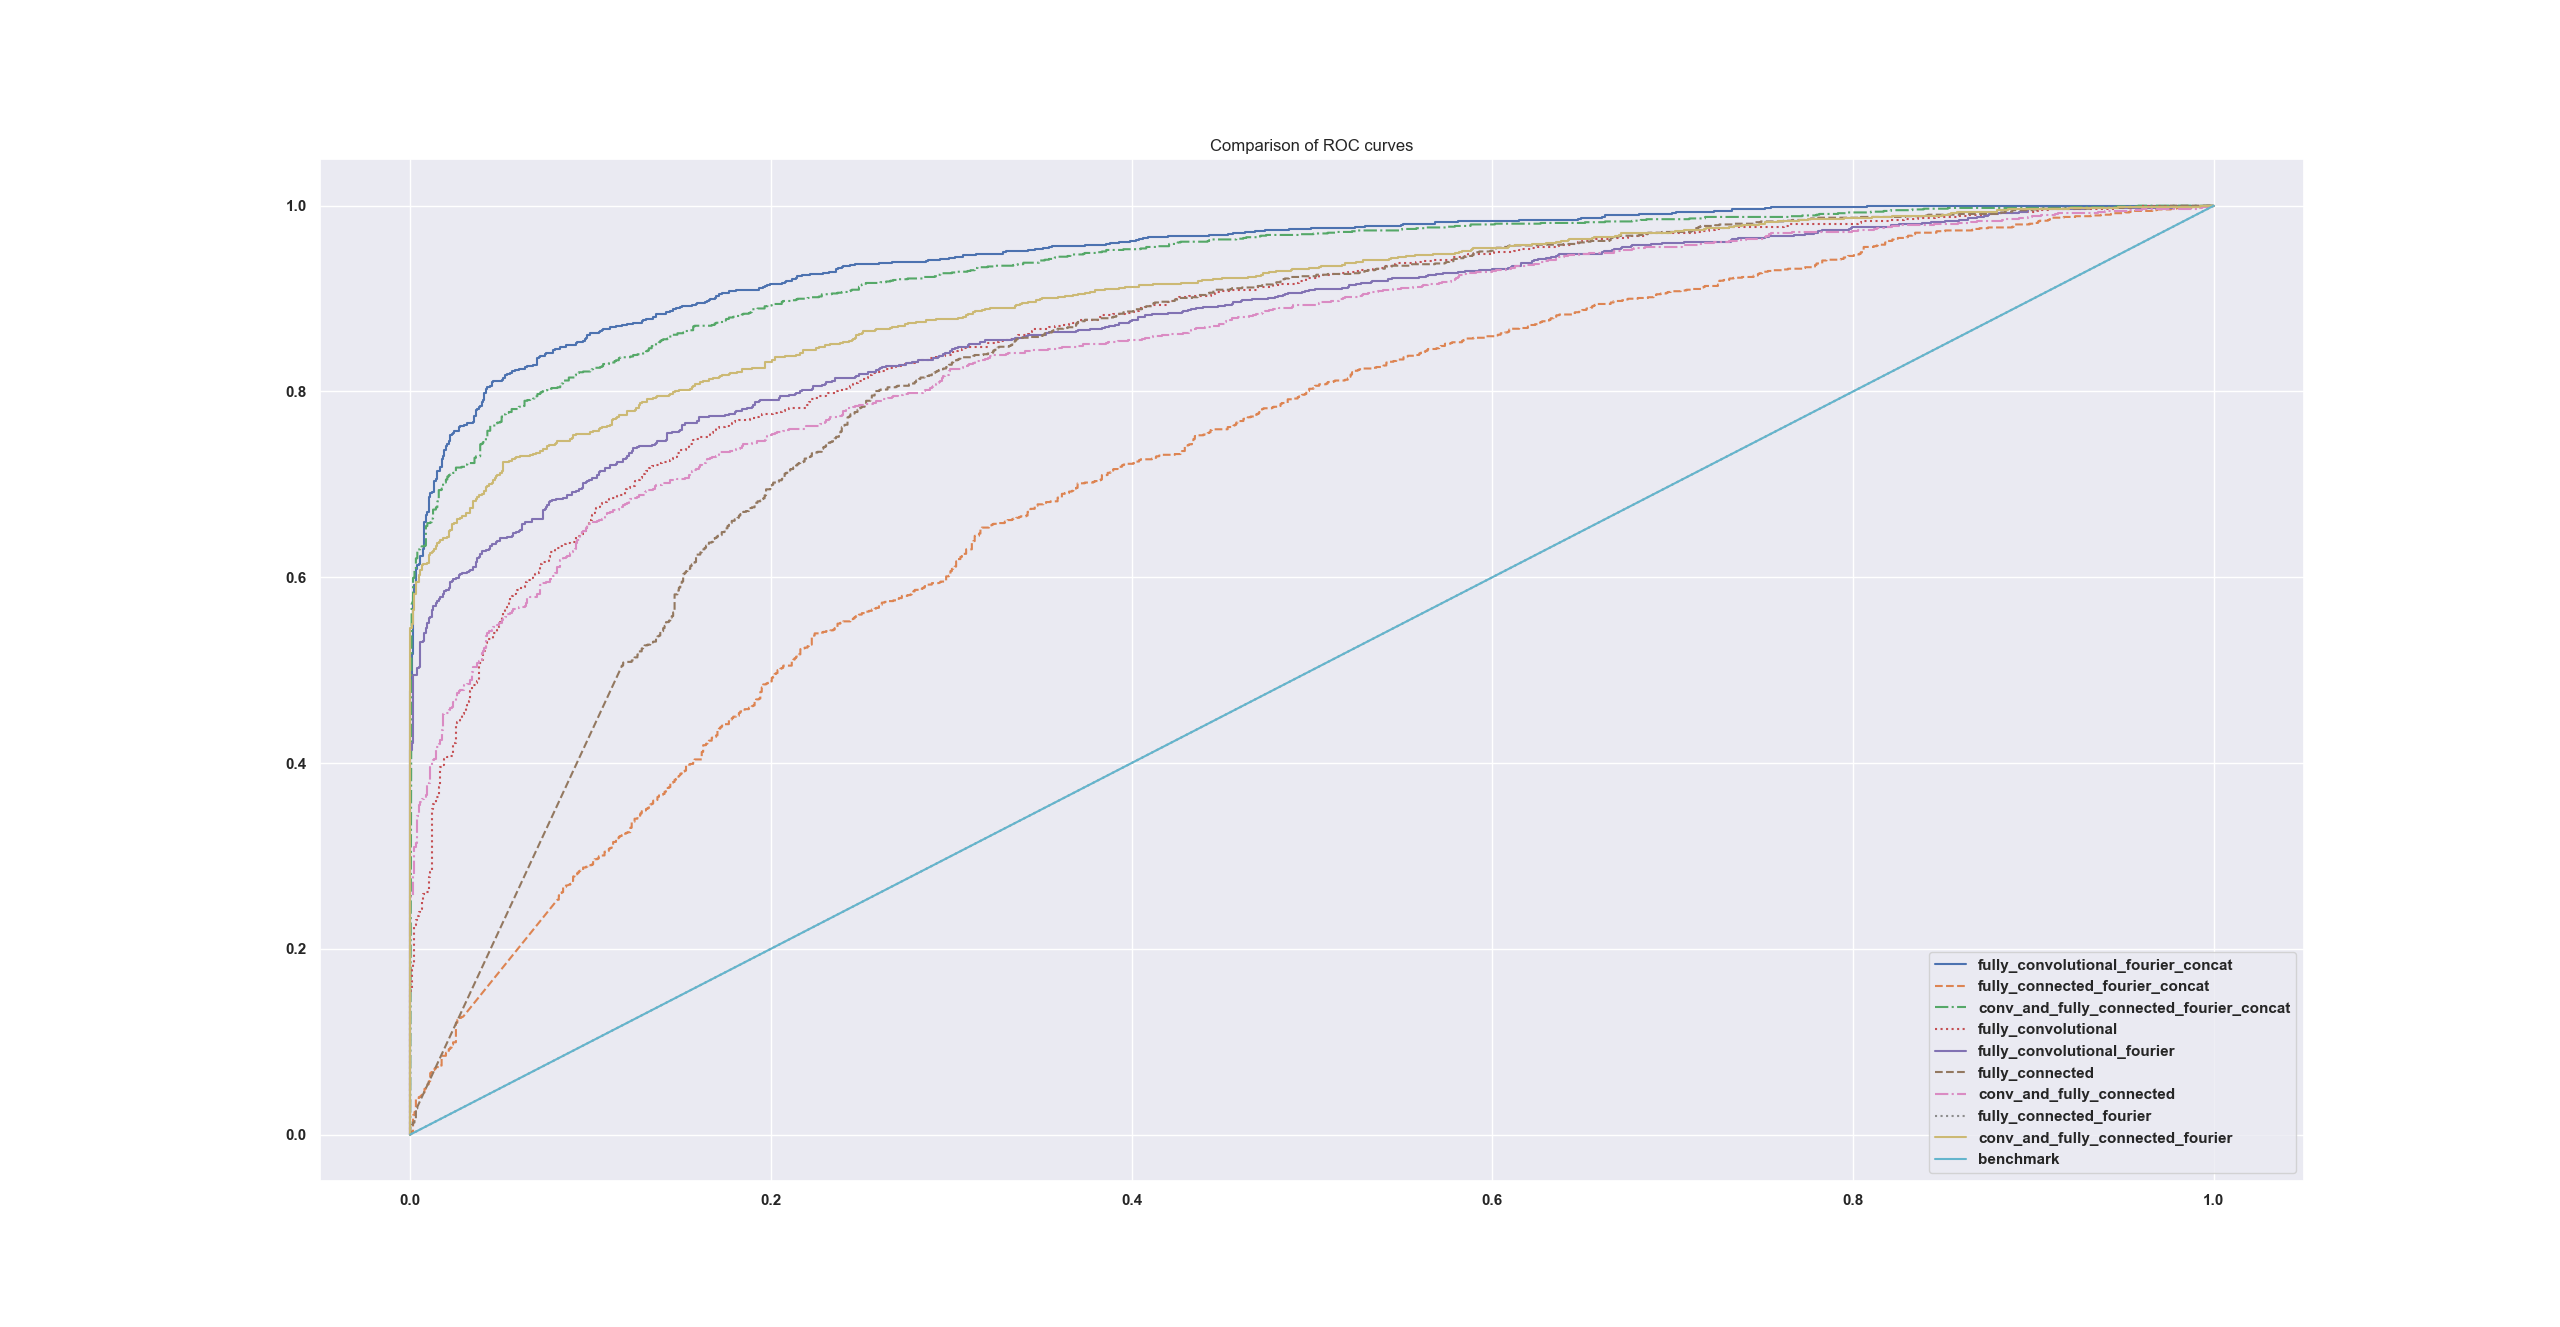 Comparison of ROC curves
1.0
0.8
0.6
0.4
0.2
0.0
0.0 0.2 0.4 0.6 0.8 1.0
fully_convolutional_fourier_concat
fully_connected_fourier_concat
conv_and_fully_connected_fourier_concat
fully_convolutional
fully_convolutional_fourier
fully_connected
conv_and_fully_connected
fully_connected_fourier
conv_and_fully_connected_fourier
benchmark